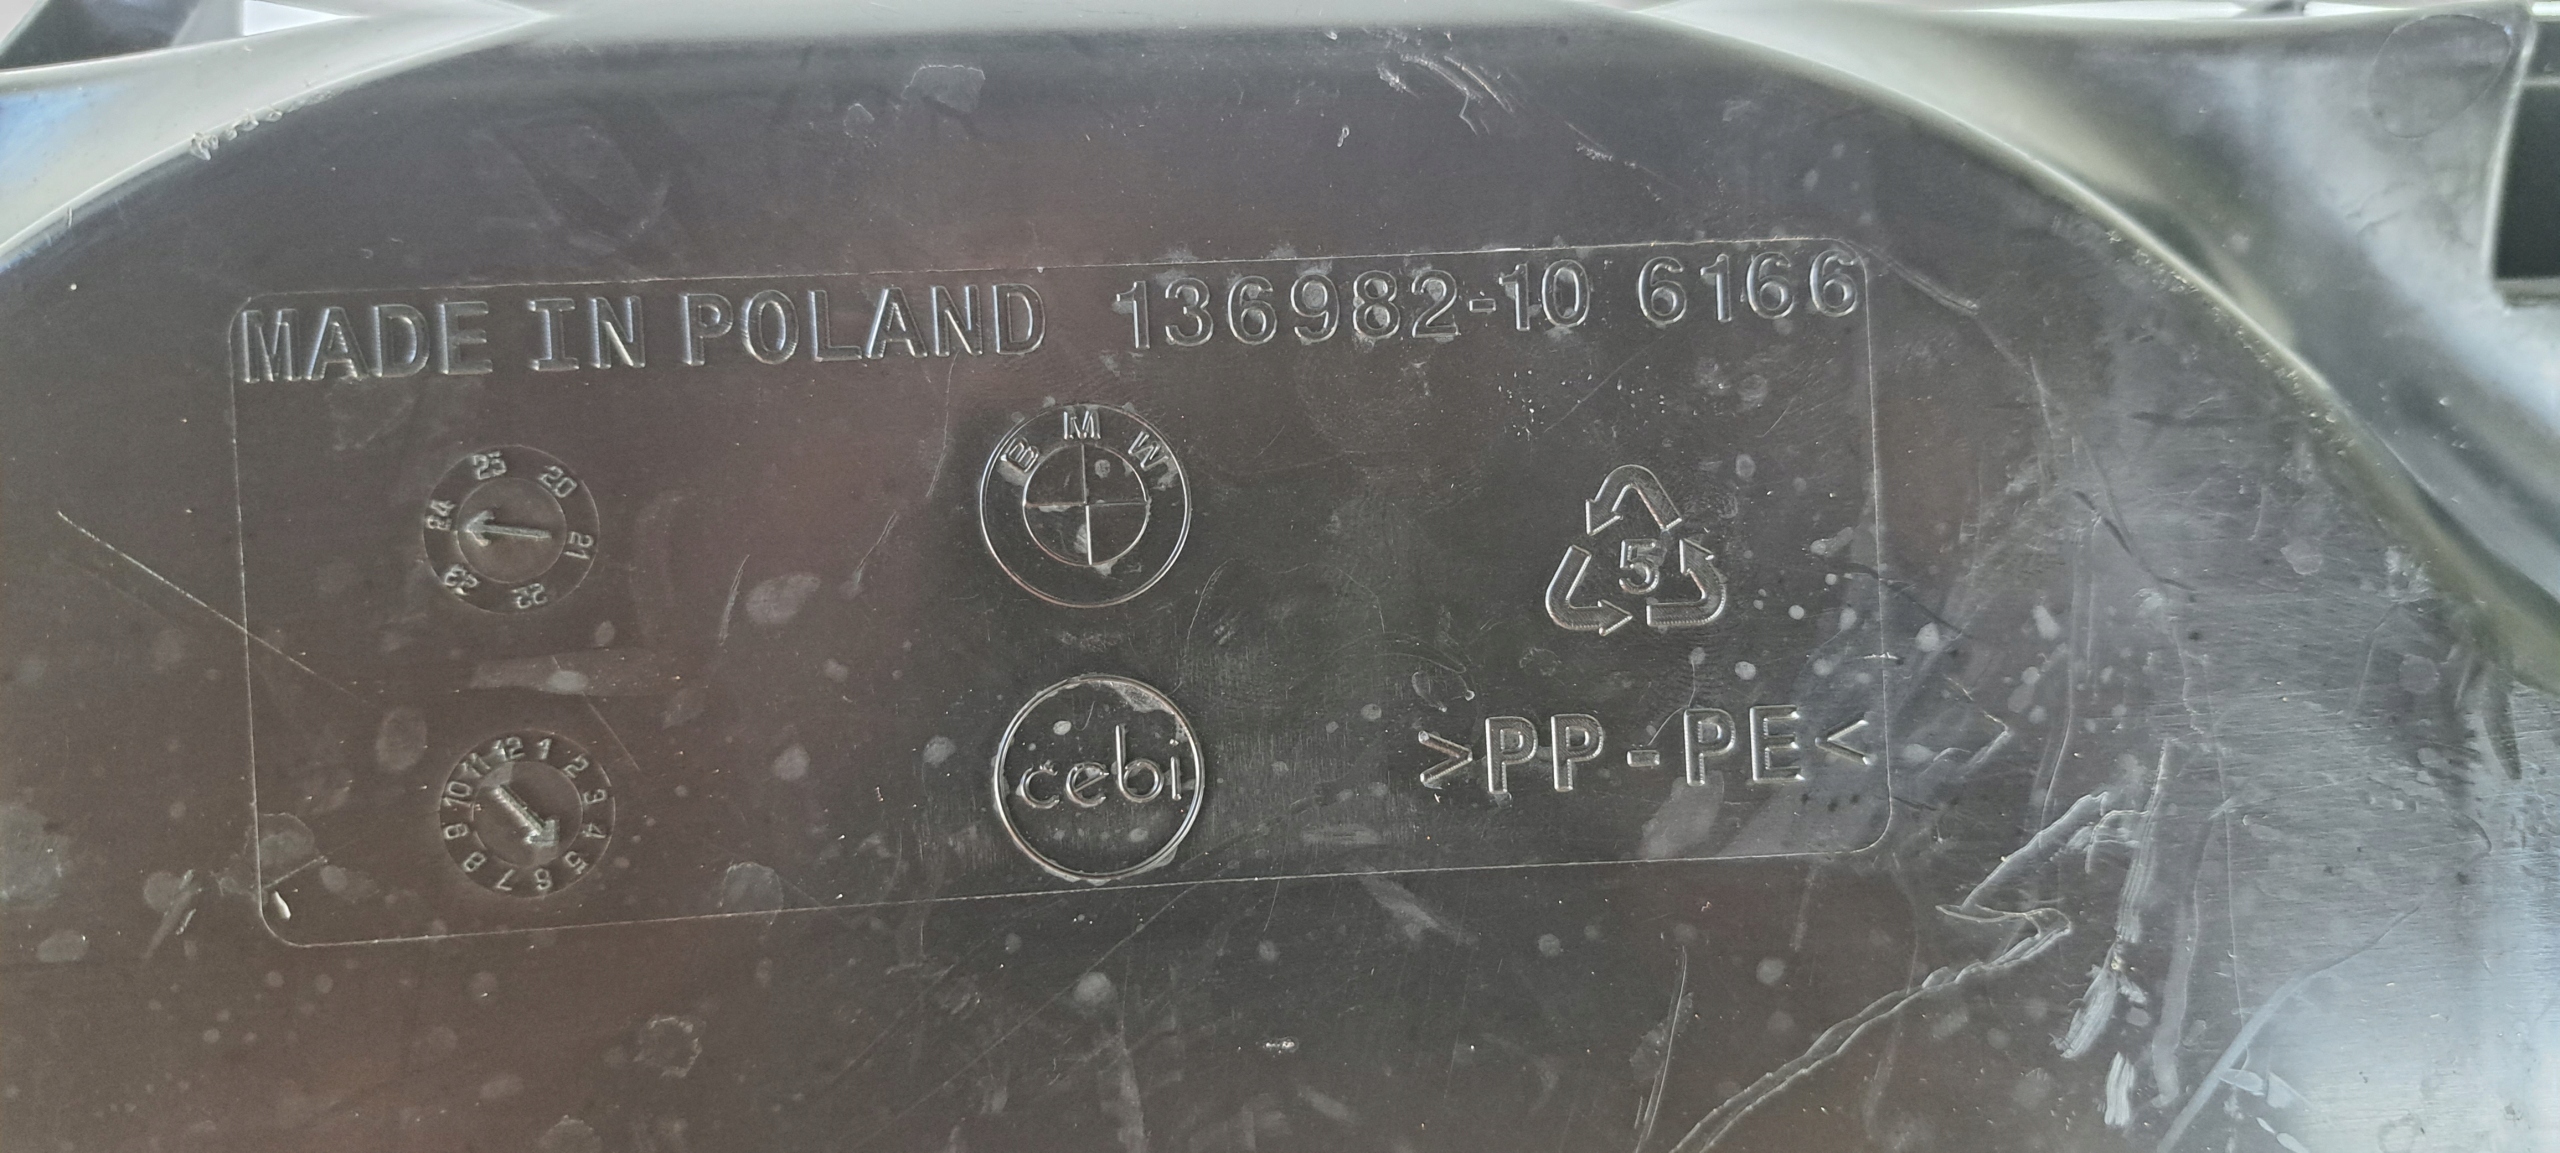 MADE IN POLAND 136982-10 6166
25 20 21 22 23 24
BMW
5
12 1 2 3 4 5 6 7 8 9 10 11
cebi
>PP-PE<